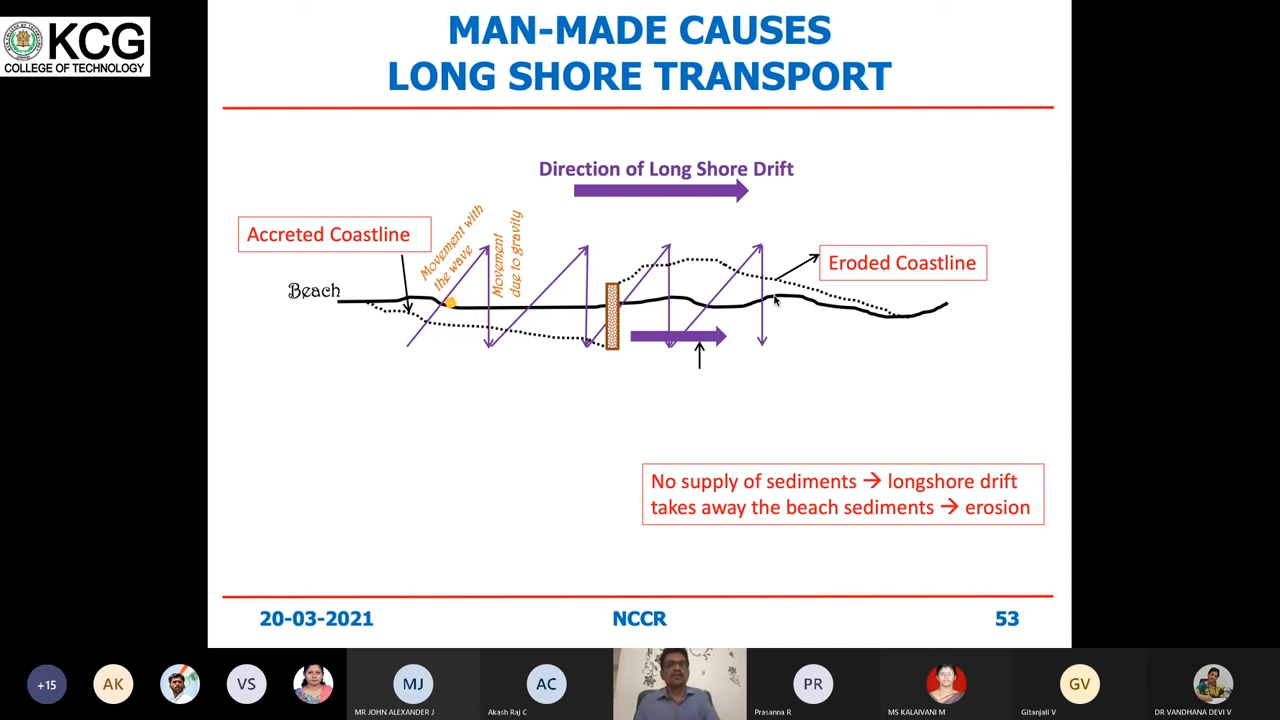 KCG
COLLEGE OF TECHNOLOGY
MAN-MADE CAUSES
LONG SHORE TRANSPORT
Direction of Long Shore Drift
Accreted Coastline
Movement with
the wave
Movement
due to gravity
Eroded Coastline
Beach
No supply of sediments → longshore drift
takes away the beach sediments → erosion
20-03-2021
NCCR
53
+15
AK
VS
MJ
AC
PR
GV
MR JOHN ALEXANDER J
Akash Raj C
Prasanna R
MS KALAIVANI M
Gitanjali V
DR VANDHANA DEVI V